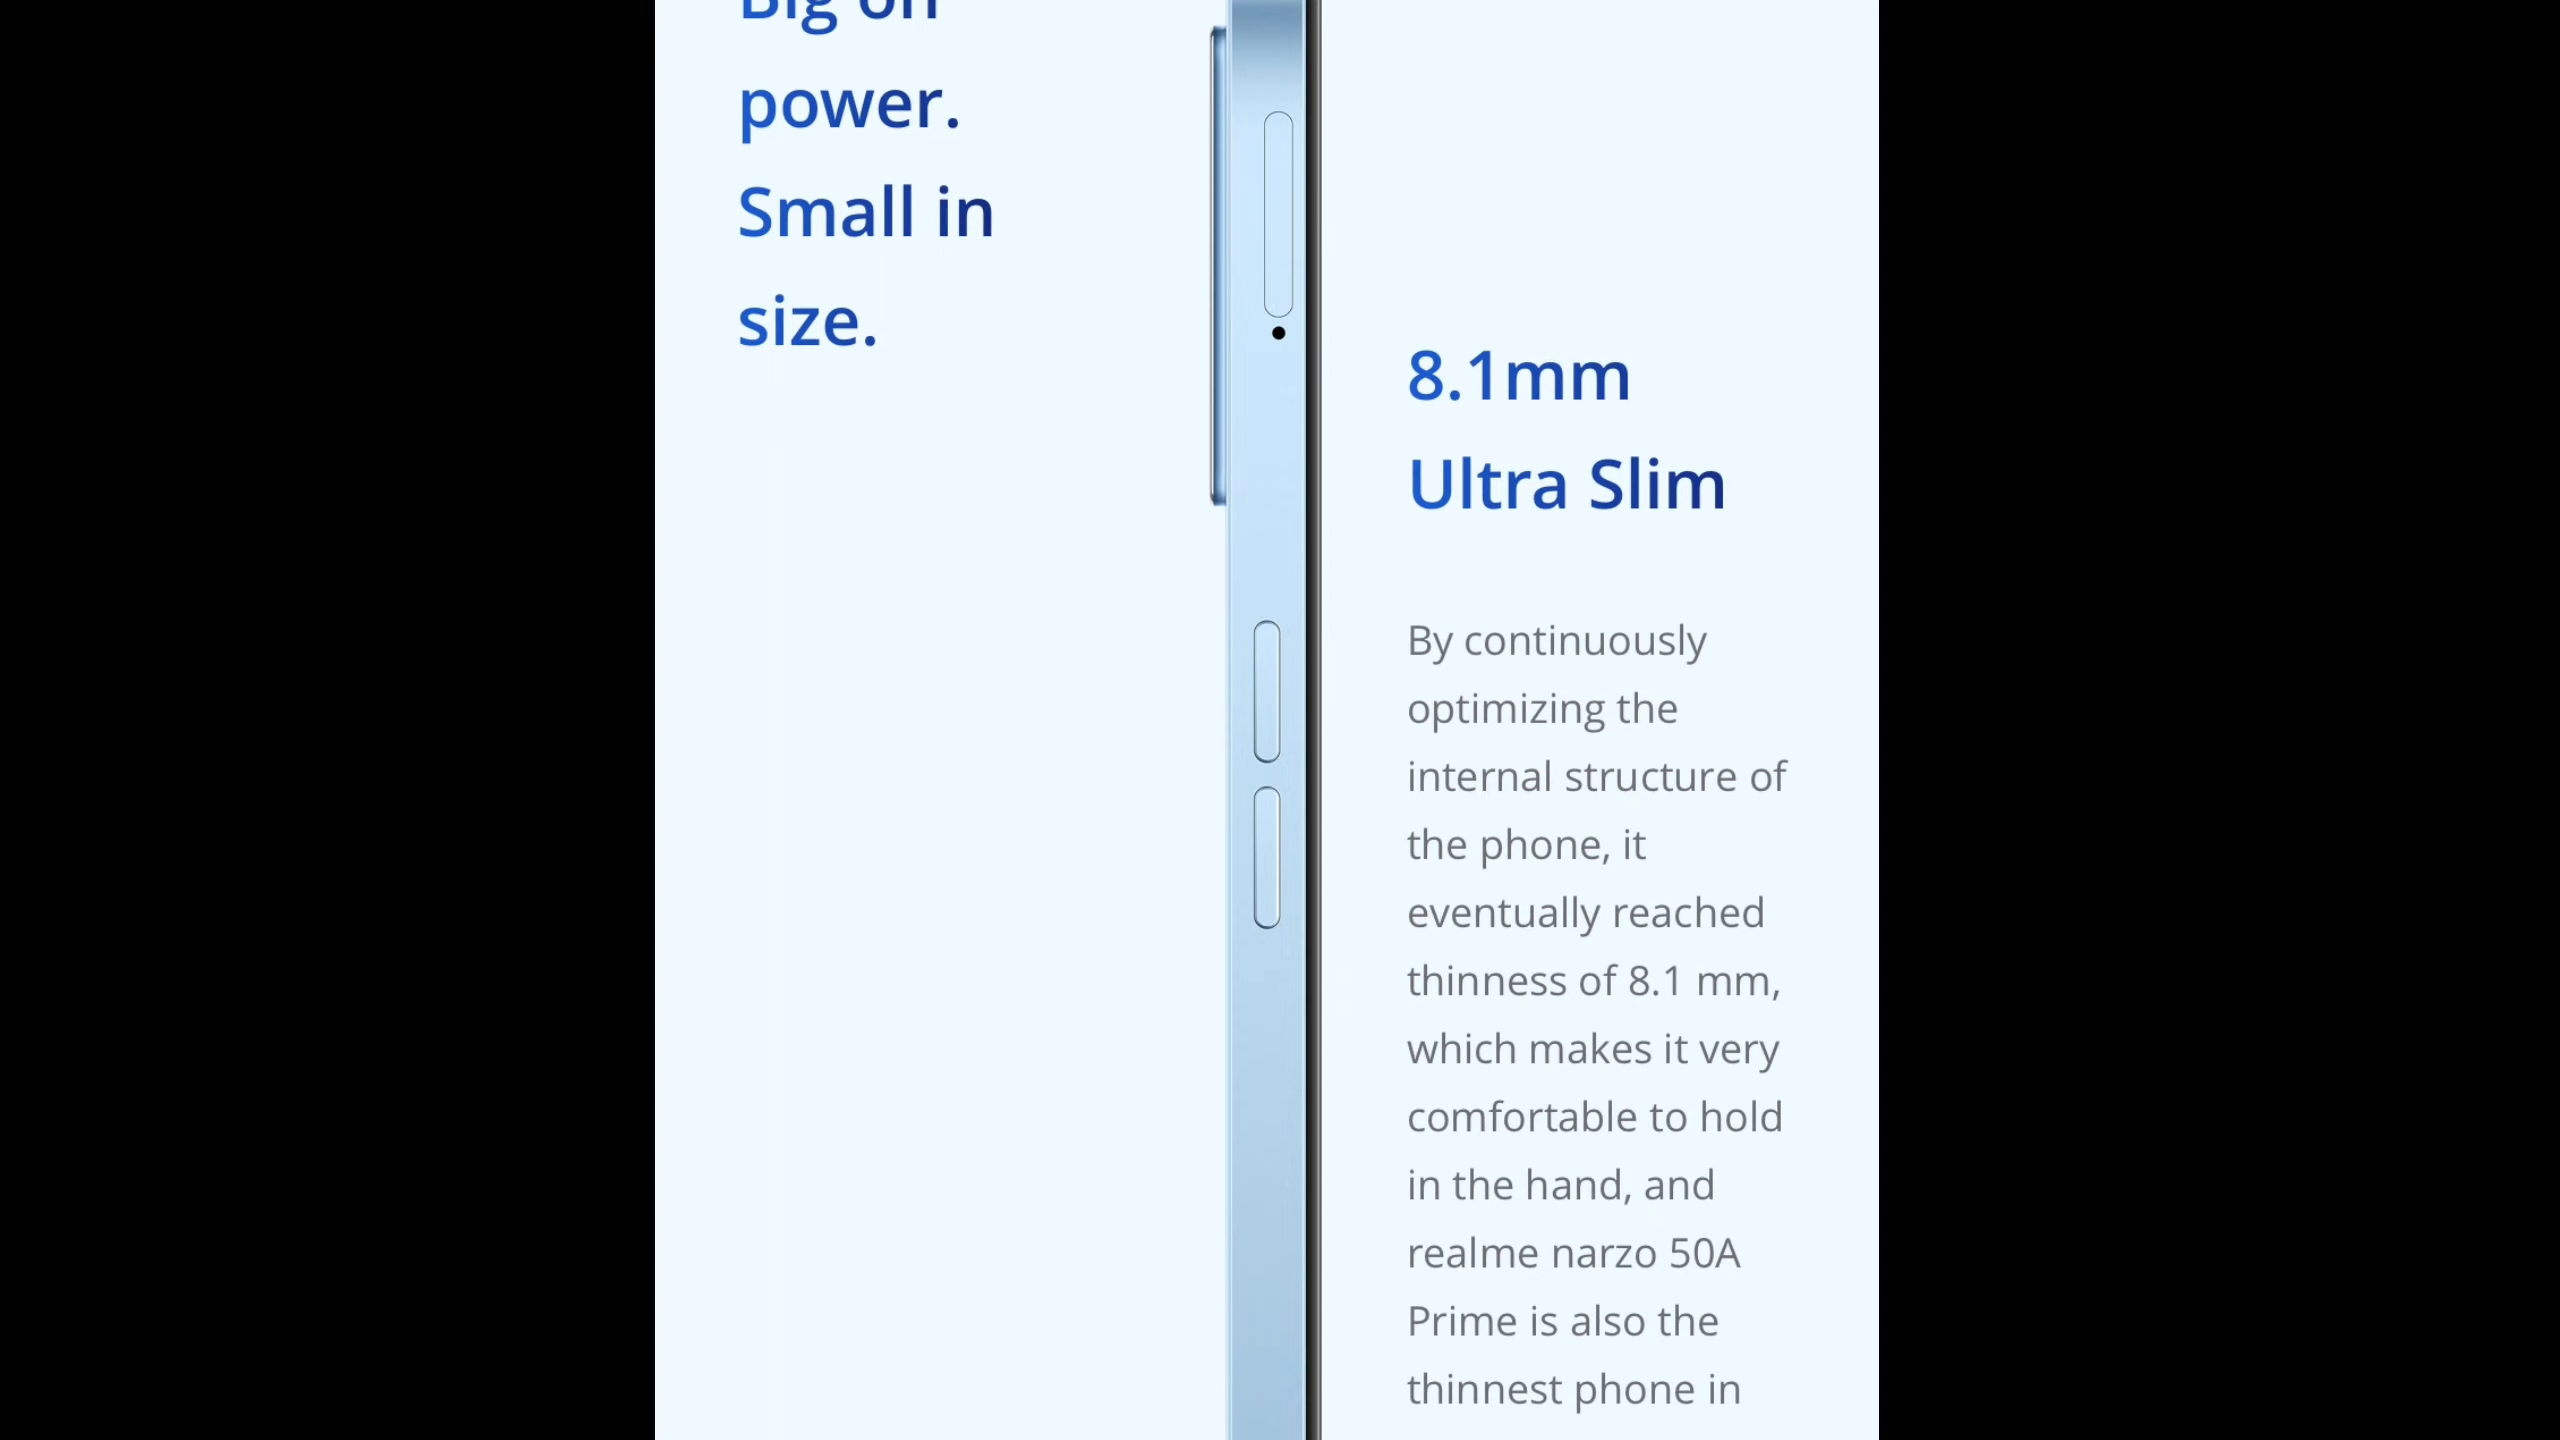 Big on
power.
Small in
size.
8.1mm
Ultra Slim
By continuously
optimizing the
internal structure of
the phone, it
eventually reached
thinness of 8.1 mm,
which makes it very
comfortable to hold
in the hand, and
realme narzo 50A
Prime is also the
thinnest phone in